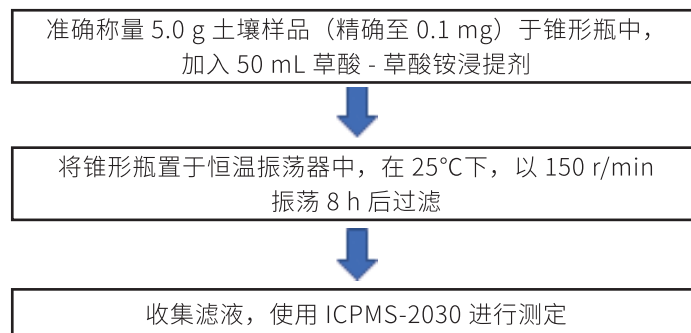 准确称量 5.0 g 土壤样品（精确至 0.1 mg）于锥形瓶中，
加入 50 mL 草酸 - 草酸铵浸提剂
将锥形瓶置于恒温振荡器中，在 25°C下，以 150 r/min
振荡 8 h 后过滤
收集滤液，使用 ICPMS-2030 进行测定